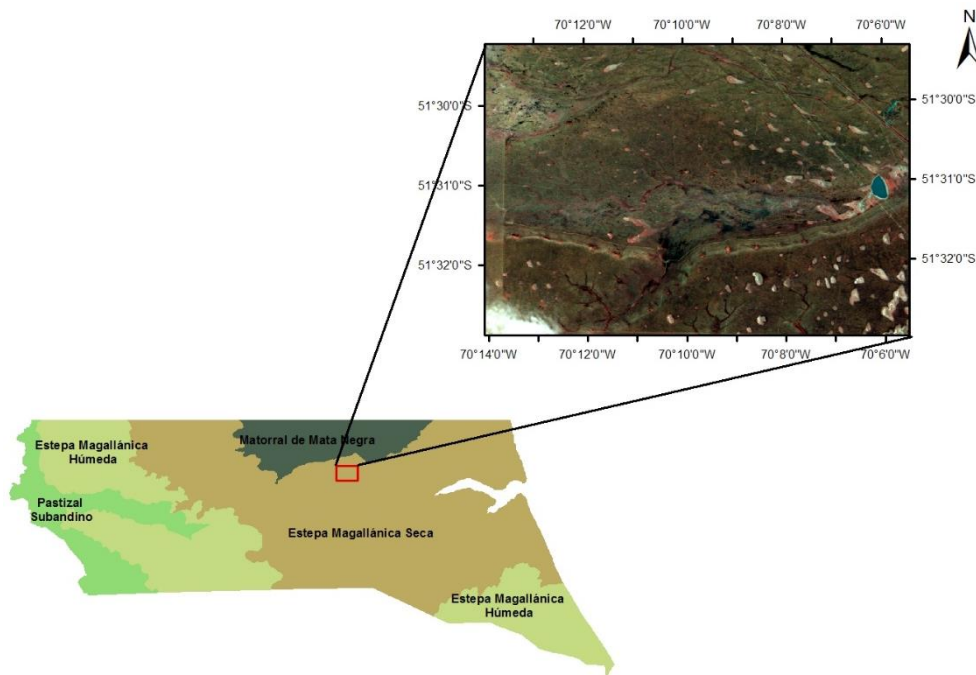 N
70°12'0"W 70°10'0"W 70°8'0"W 70°6'0"W
51°30'0"S 51°30'0"S
51°31'0"S 51°31'0"S
51°32'0"S 51°32'0"S
70°14'0"W 70°12'0"W 70°10'0"W 70°8'0"W 70°6'0"W
Matorral de Mata Negra
Estepa Magallánica
Húmeda
Pastizal
Subandino
Estepa Magallánica Seca
Estepa Magallánica
Húmeda